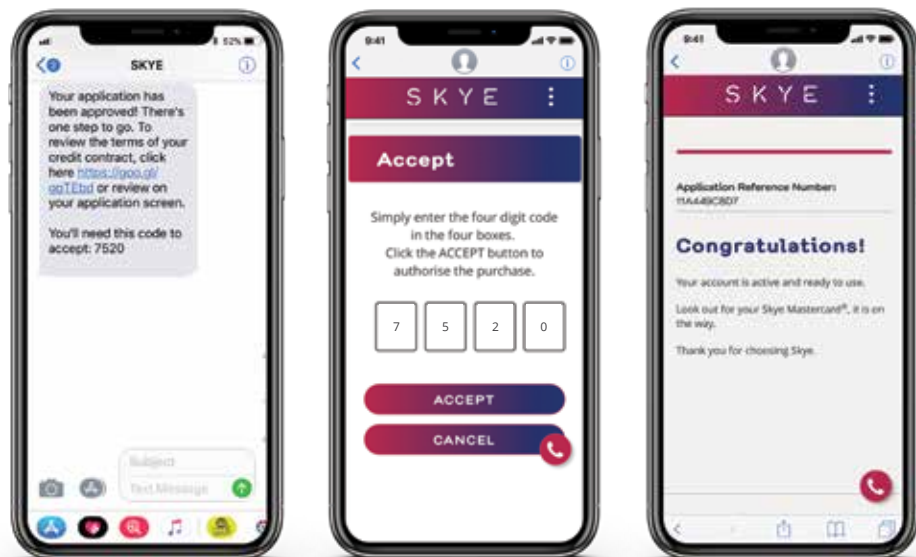 52%
SKYE
Your application has
been approved! There's
one step to go. To
review the terms of your
credit contract, click
here https://goo.gl/
or review on
your application screen.
You'll need this code to
accept: 7520
Subject
Text Message
9:41
SKYE
Accept
Simply enter the four digit code
in the four boxes.
Click the ACCEPT button to
authorise the purchase.
7 5 2 0
ACCEPT
CANCEL
9:41
SKYE
Application Reference Number:
11A449C8D7
Congratulations!
Your account is active and ready to use.
Look out for your Skye Mastercard®, it is on
the way.
Thank you for choosing Skye.